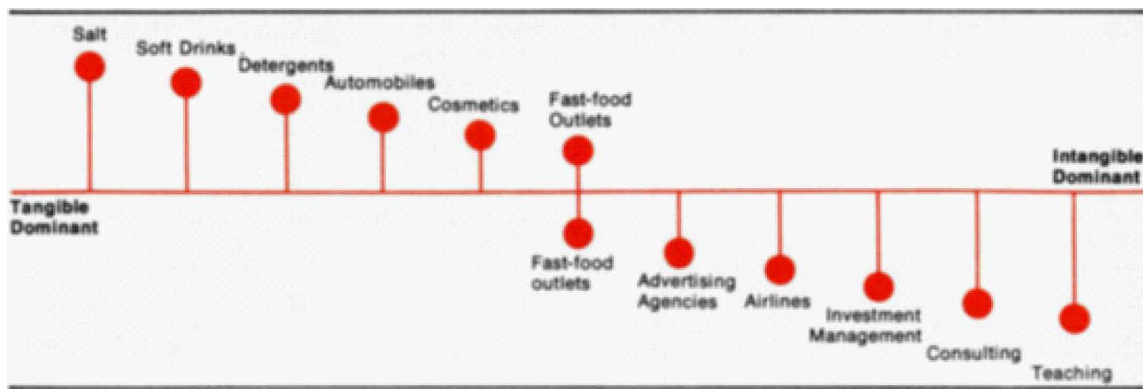 Salt
Soft Drinks
Detergents
Automobiles
Cosmetics
Fast-food
Outlets
Intangible
Dominant
Tangible
Dominant
Fast-food
outlets
Advertising
Agencies
Airlines
Investment
Management
Consulting
Teaching